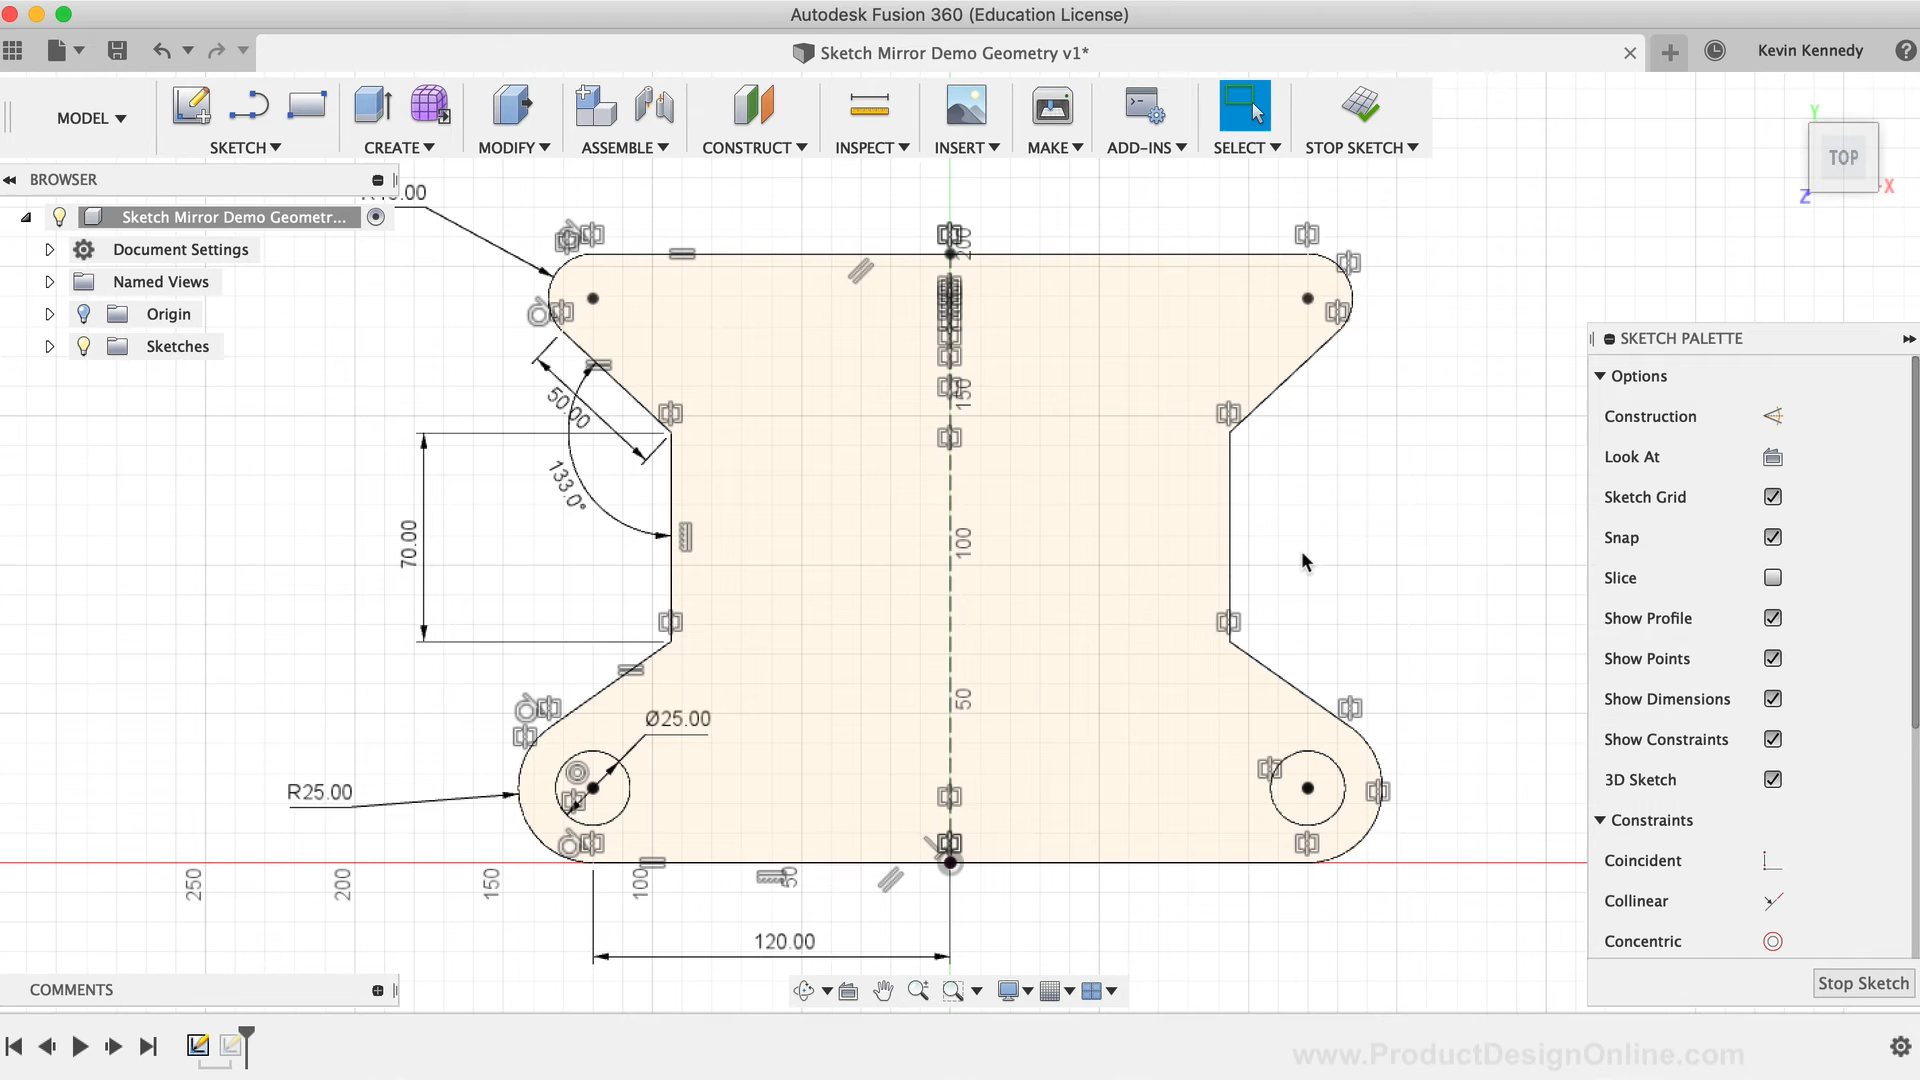 Autodesk Fusion 360 (Education License)
Sketch Mirror Demo Geometry v1*
Kevin Kennedy
MODEL
SKETCH
CREATE
MODIFY
ASSEMBLE
CONSTRUCT
INSPECT
INSERT
MAKE
ADD-INS
SELECT
STOP SKETCH
Y
TOP
X
Z
BROWSER
Sketch Mirror Demo Geometr...
Document Settings
Named Views
Origin
Sketches
200
150
100
50
50.00
133.0°
70.00
Ø25.00
R25.00
250
200
150
100
50
120.00
SKETCH PALETTE
Options
Construction
Look At
Sketch Grid
Snap
Slice
Show Profile
Show Points
Show Dimensions
Show Constraints
3D Sketch
Constraints
Coincident
Collinear
Concentric
Stop Sketch
COMMENTS
www.ProductDesignOnline.com